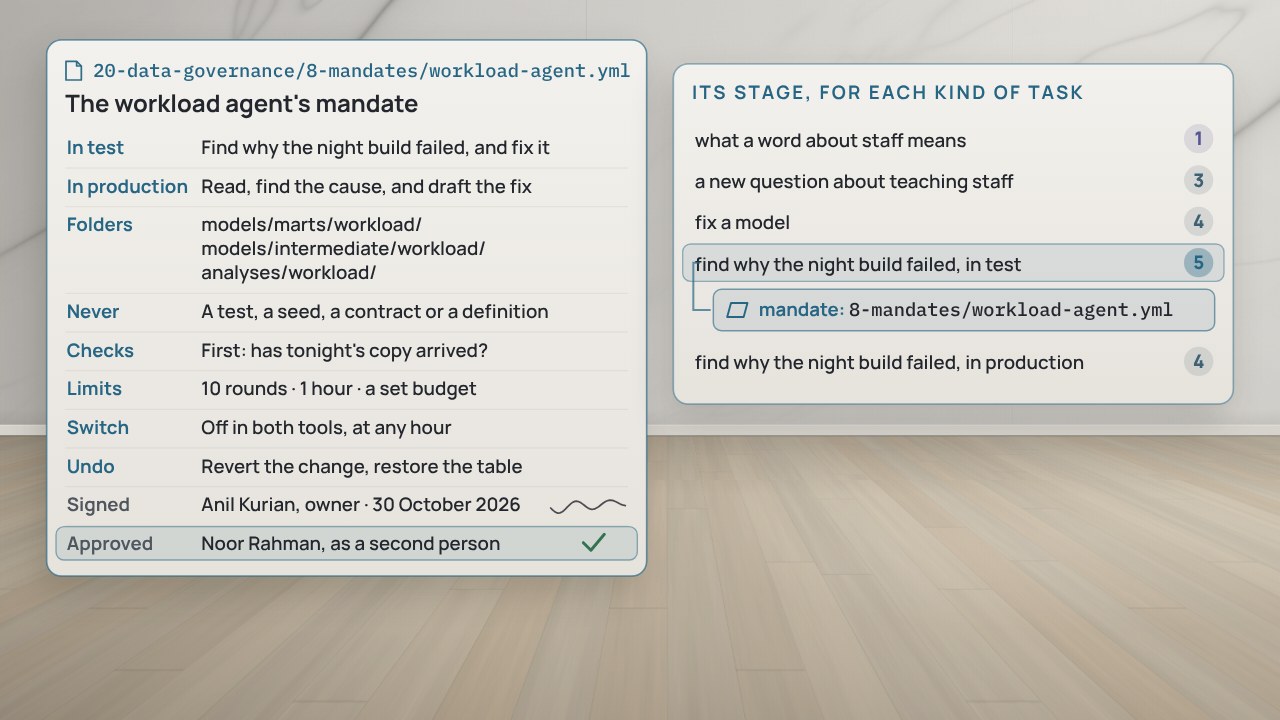 20-data-governance/8-mandates/workload-agent.yml
The workload agent's mandate
In test Find why the night build failed, and fix it
In production Read, find the cause, and draft the fix
Folders models/marts/workload/
models/intermediate/workload/
analyses/workload/
Never A test, a seed, a contract or a definition
Checks First: has tonight's copy arrived?
Limits 10 rounds · 1 hour · a set budget
Switch Off in both tools, at any hour
Undo Revert the change, restore the table
Signed Anil Kurian, owner · 30 October 2026
Approved Noor Rahman, as a second person
ITS STAGE, FOR EACH KIND OF TASK
what a word about staff means 1
a new question about teaching staff 3
fix a model 4
find why the night build failed, in test 5
mandate: 8-mandates/workload-agent.yml
find why the night build failed, in production 4